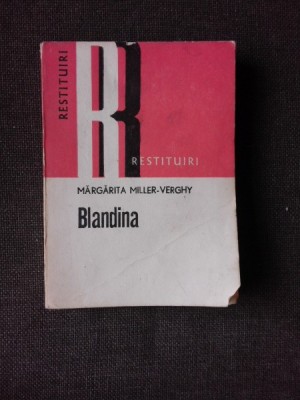 RESTITUIRI
R
RESTITUIRI
MĂRGĂRITA MILLER-VERGHY
Blandina